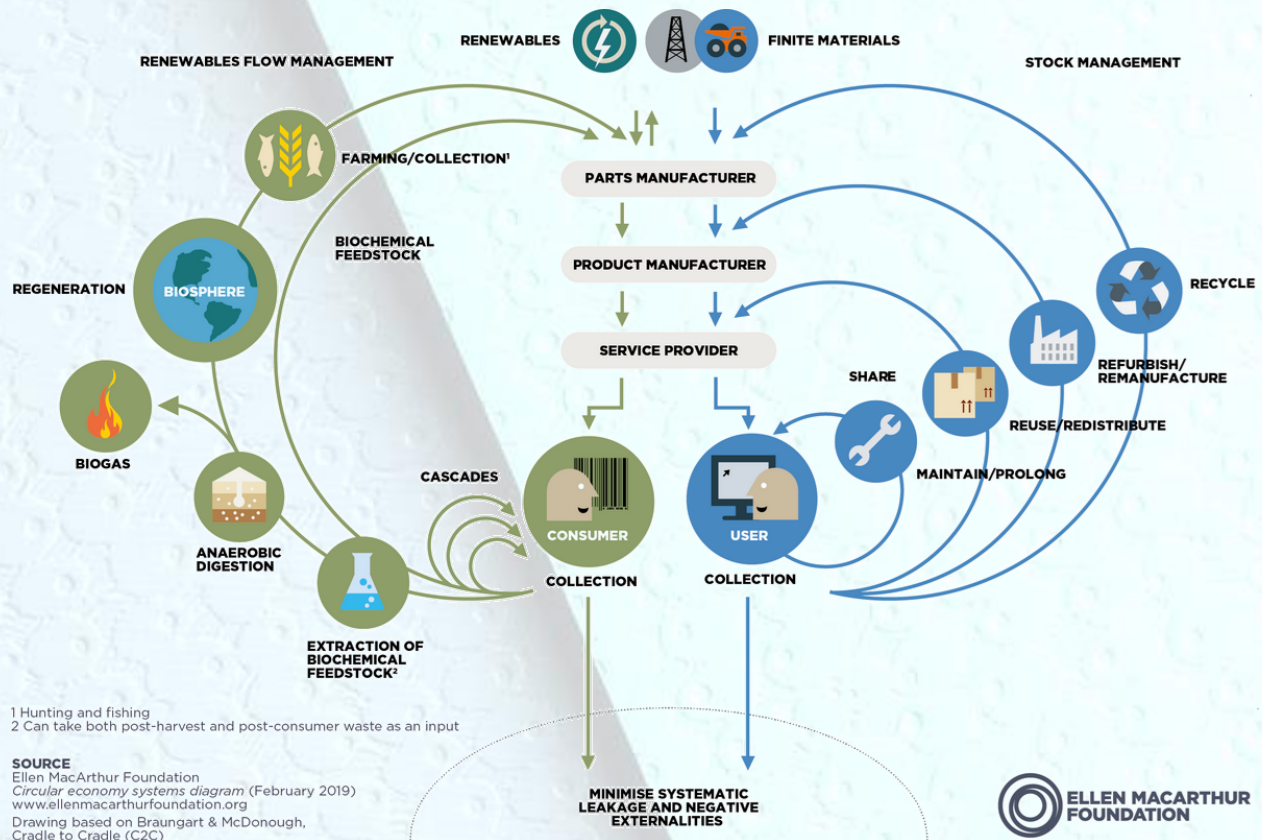 RENEWABLES
FINITE MATERIALS
RENEWABLES FLOW MANAGEMENT
STOCK MANAGEMENT
FARMING/COLLECTION¹
PARTS MANUFACTURER
BIOCHEMICAL
FEEDSTOCK
PRODUCT MANUFACTURER
REGENERATION
BIOSPHERE
RECYCLE
SERVICE PROVIDER
SHARE
REFURBISH/
REMANUFACTURE
REUSE/REDISTRIBUTE
BIOGAS
CASCADES
MAINTAIN/PROLONG
CONSUMER
USER
ANAEROBIC
DIGESTION
COLLECTION
COLLECTION
EXTRACTION OF
BIOCHEMICAL
FEEDSTOCK²
1 Hunting and fishing
2 Can take both post-harvest and post-consumer waste as an input
SOURCE
Ellen MacArthur Foundation
Circular economy systems diagram (February 2019)
www.ellenmacarthurfoundation.org
Drawing based on Braungart & McDonough,
Cradle to Cradle (C2C)
MINIMISE SYSTEMATIC
LEAKAGE AND NEGATIVE
EXTERNALITIES
ELLEN MACARTHUR
FOUNDATION